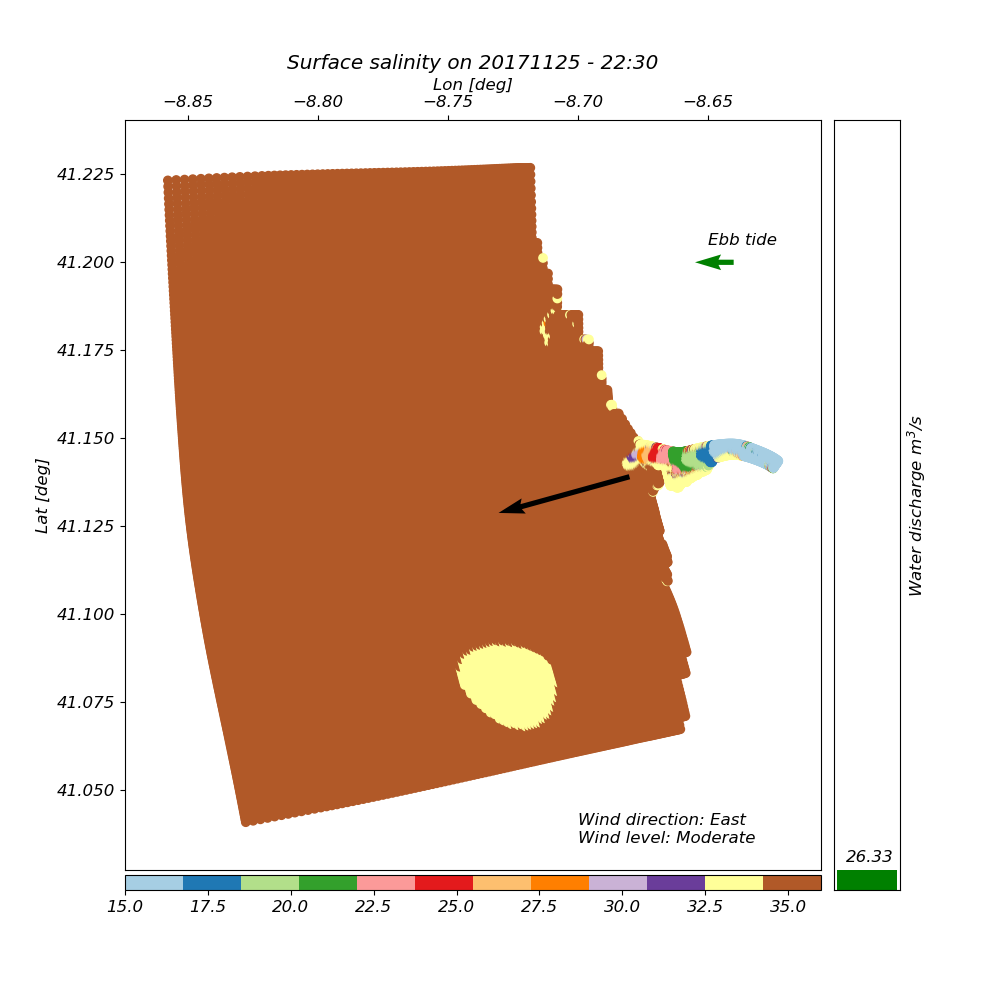 Surface salinity on 20171125 - 22:30
Lon [deg]
−8.85 −8.80 −8.75 −8.70 −8.65
41.225
41.200
41.175
41.150
41.125
41.100
41.075
41.050
Lat [deg]
Ebb tide
Wind direction: East
Wind level: Moderate
26.33
Water discharge m³/s
15.0 17.5 20.0 22.5 25.0 27.5 30.0 32.5 35.0